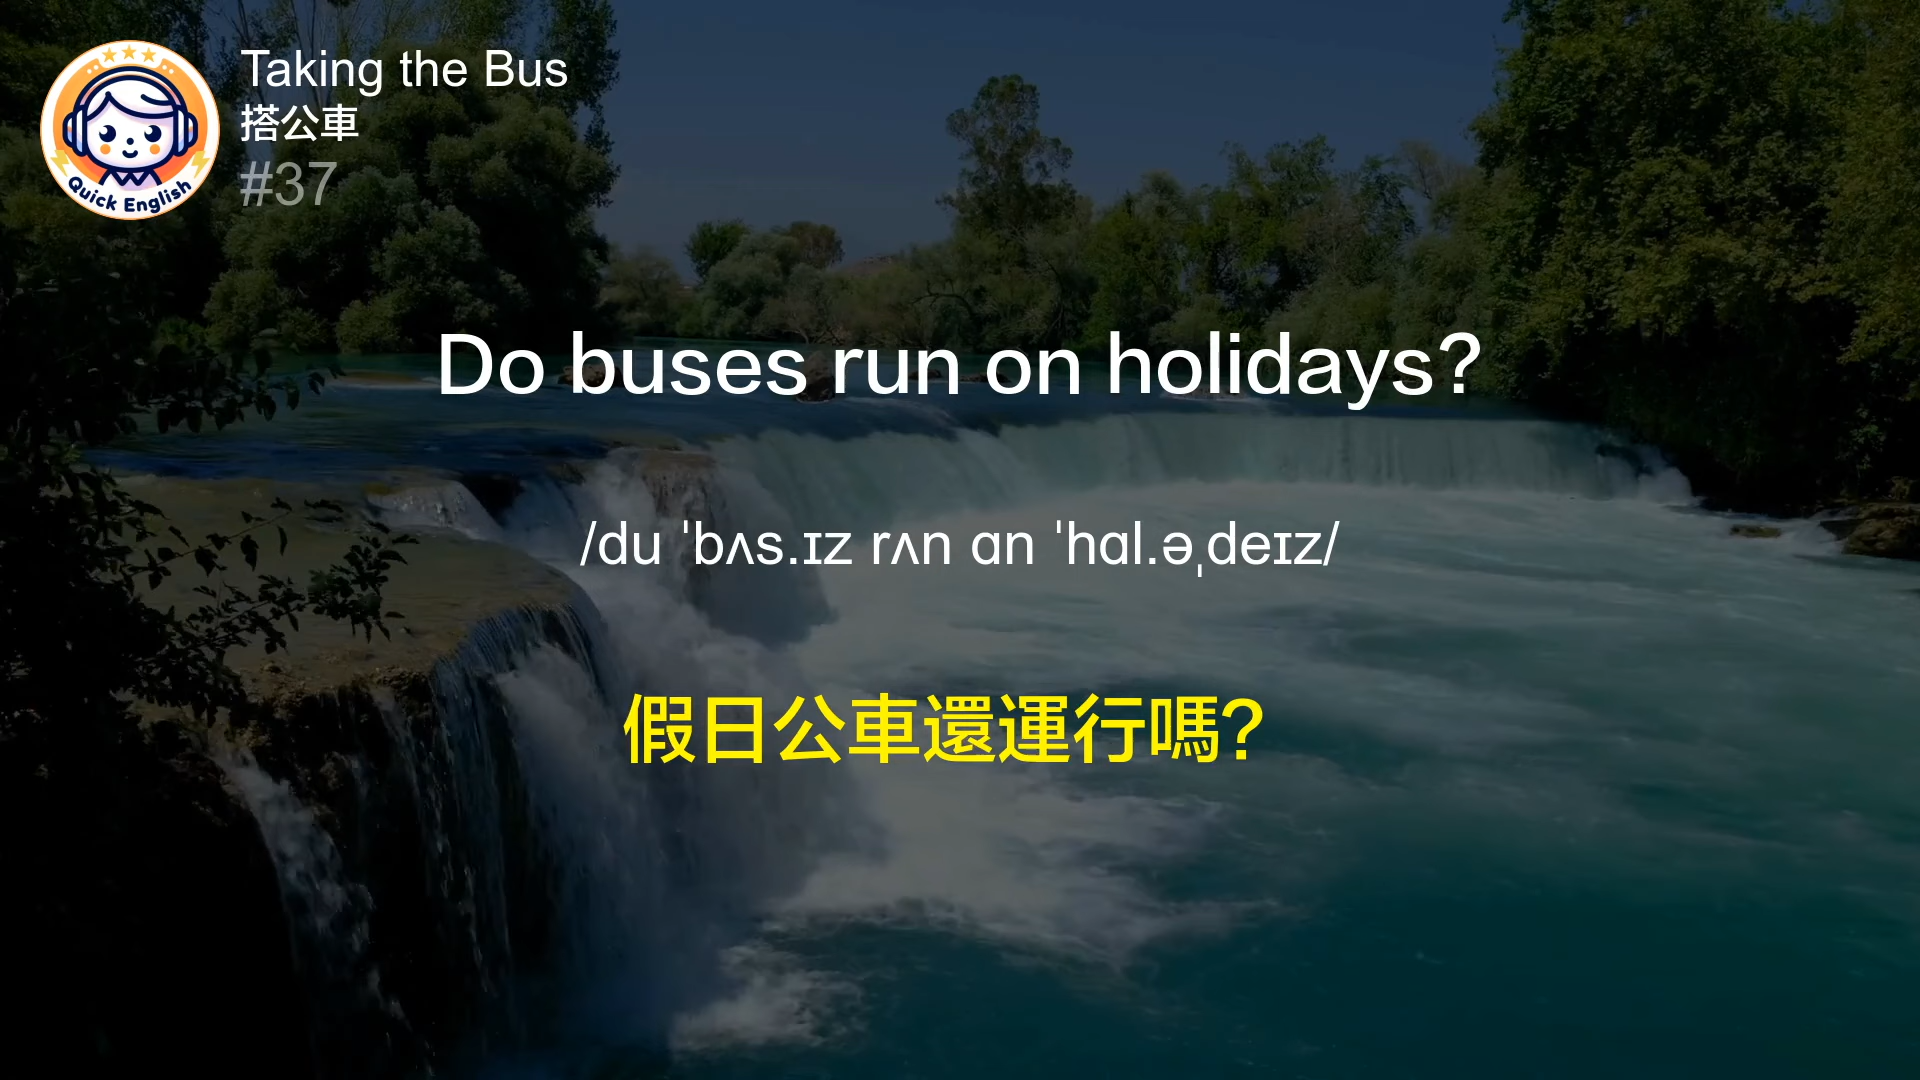 Quick English
Taking the Bus
搭公車
#37
Do buses run on holidays?
/du ˈbʌs.ɪz rʌn ɑn ˈhɑl.əˌdeɪz/
假日公車還運行嗎?